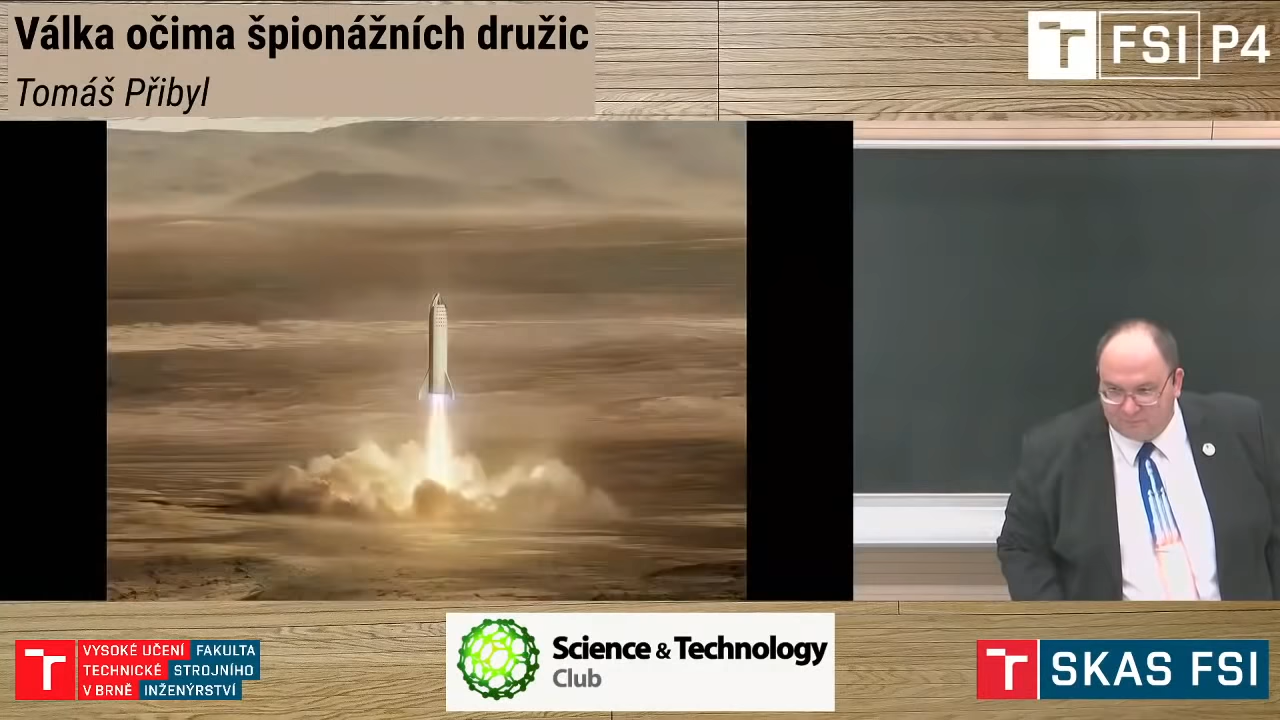 Válka očima špionážních družic
Tomáš Přibyl
T FSI P4
T VYSOKÉ UČENÍ FAKULTA
TECHNICKÉ STROJNÍHO
V BRNĚ INŽENÝRSTVÍ
Science & Technology
Club
T SKAS FSI